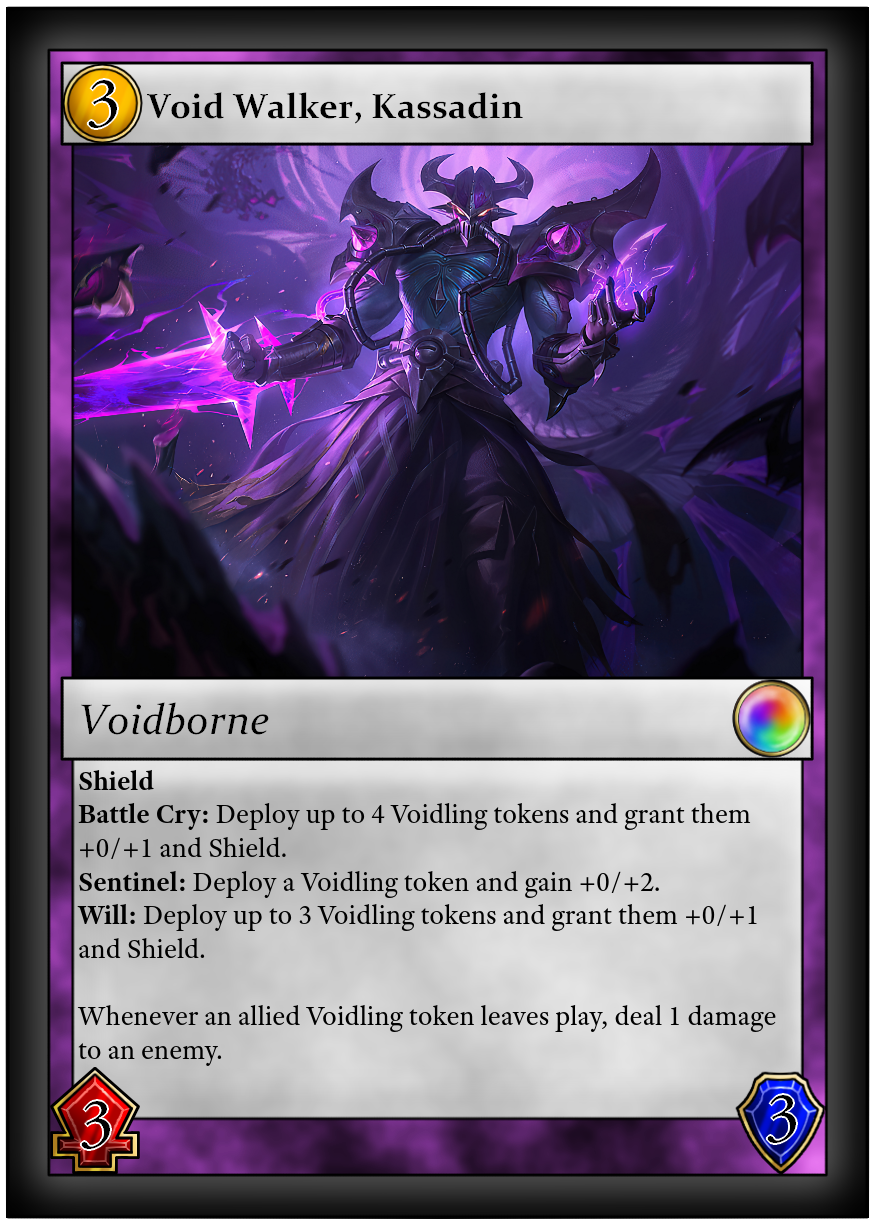 3
Void Walker, Kassadin
Voidborne
Shield
Battle Cry: Deploy up to 4 Voidling tokens and grant them
+0/+1 and Shield.
Sentinel: Deploy a Voidling token and gain +0/+2.
Will: Deploy up to 3 Voidling tokens and grant them +0/+1
and Shield.
Whenever an allied Voidling token leaves play, deal 1 damage
to an enemy.
3
3